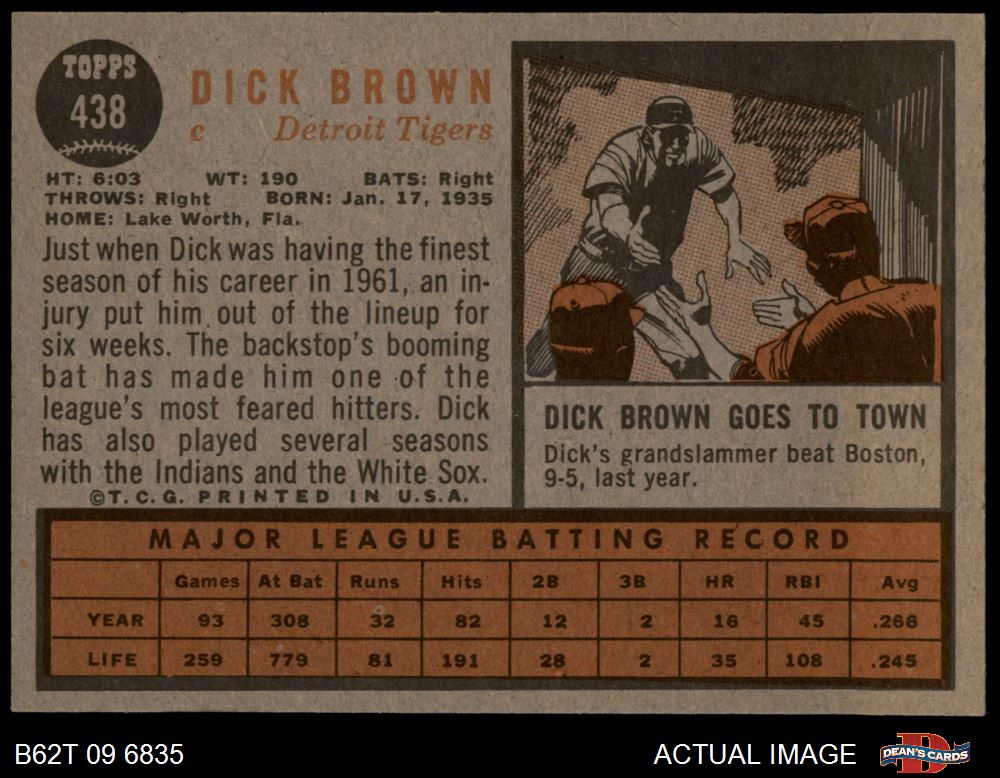 TOPPS
438
DICK BROWN
c Detroit Tigers
HT: 6:03 WT: 190 BATS: Right
THROWS: Right BORN: Jan. 17, 1935
HOME: Lake Worth, Fla.
Just when Dick was having the finest
season of his career in 1961, an in-
jury put him out of the lineup for
six weeks. The backstop's booming
bat has made him one of the
league's most feared hitters. Dick
has also played several seasons
with the Indians and the White Sox.
©T.C.G. PRINTED IN U.S.A.
DICK BROWN GOES TO TOWN
Dick's grandslammer beat Boston,
9-5, last year.
MAJOR LEAGUE BATTING RECORD
Games At Bat Runs Hits 2B 3B HR RBI Avg
YEAR 93 308 32 82 12 2 16 45 .266
LIFE 259 779 81 191 28 2 35 108 .245
B62T 09 6835 ACTUAL IMAGE DEAN'S CARDS